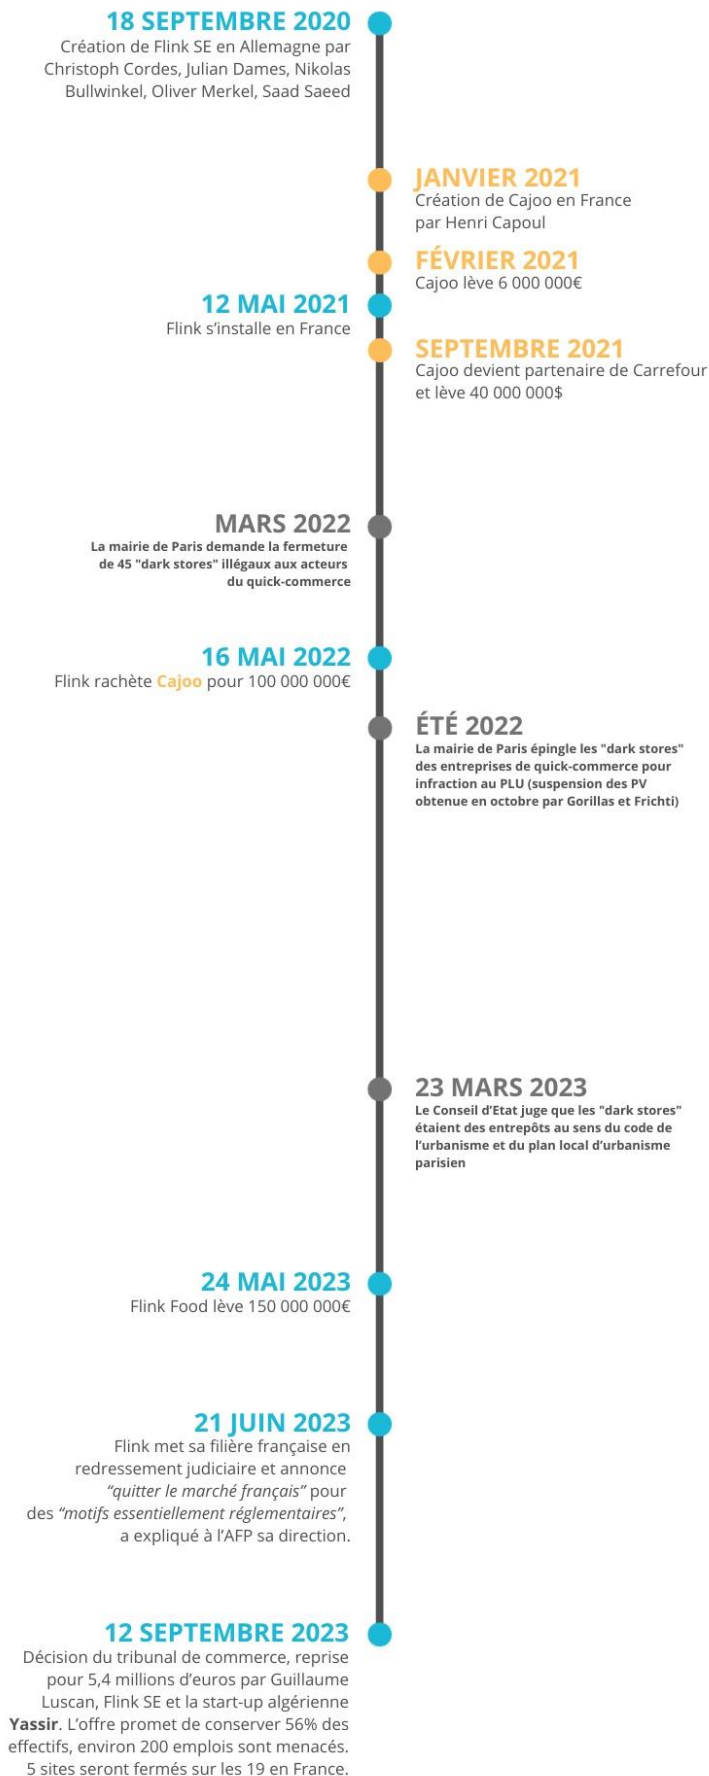 18 SEPTEMBRE 2020
Création de Flink SE en Allemagne par
Christoph Cordes, Julian Dames, Nikolas
Bullwinkel, Oliver Merkel, Saad Saeed
JANVIER 2021
Création de Cajoo en France
par Henri Capoul
FÉVRIER 2021
Cajoo lève 6 000 000€
12 MAI 2021
Flink s’installe en France
SEPTEMBRE 2021
Cajoo devient partenaire de Carrefour
et lève 40 000 000$
MARS 2022
La mairie de Paris demande la fermeture
de 45 "dark stores" illégaux aux acteurs
du quick-commerce
16 MAI 2022
Flink rachète Cajoo pour 100 000 000€
ÉTÉ 2022
La mairie de Paris épingle les "dark stores"
des entreprises de quick-commerce pour
infraction au PLU (suspension des PV
obtenue en octobre par Gorillas et Frichti)
23 MARS 2023
Le Conseil d’Etat juge que les "dark stores"
étaient des entrepôts au sens du code de
l’urbanisme et du plan local d’urbanisme
parisien
24 MAI 2023
Flink Food lève 150 000 000€
21 JUIN 2023
Flink met sa filière française en
redressement judiciaire et annonce
“quitter le marché français” pour
des “motifs essentiellement réglementaires”,
a expliqué à l’AFP sa direction.
12 SEPTEMBRE 2023
Décision du tribunal de commerce, reprise
pour 5,4 millions d’euros par Guillaume
Luscan, Flink SE et la start-up algérienne
Yassir. L’offre promet de conserver 56% des
effectifs, environ 200 emplois sont menacés.
5 sites seront fermés sur les 19 en France.